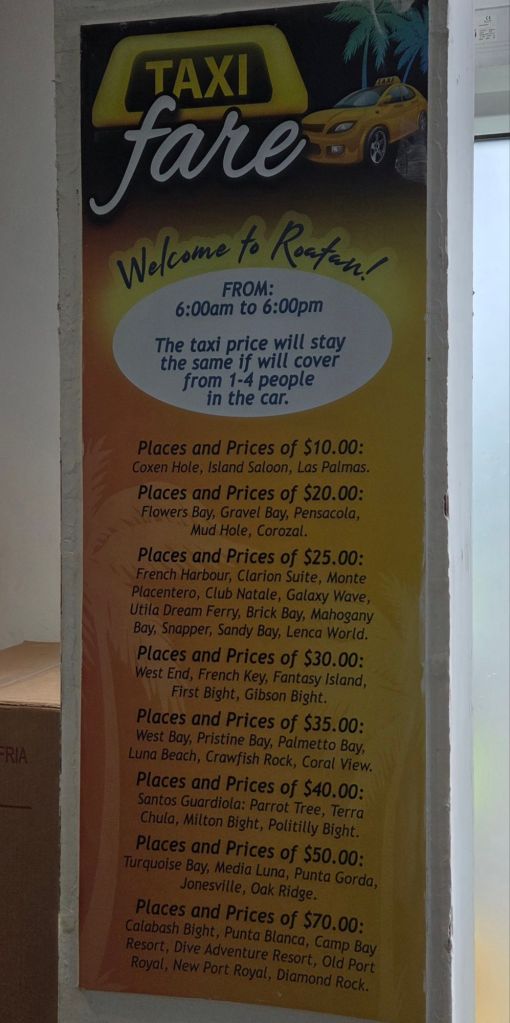 TAXI
fare
TAXI
Welcome to Roatan!
FROM:
6:00am to 6:00pm
The taxi price will stay
the same if will cover
from 1-4 people
in the car.
Places and Prices of $10.00:
Coxen Hole, Island Saloon, Las Palmas.
Places and Prices of $20.00:
Flowers Bay, Gravel Bay, Pensacola,
Mud Hole, Corozal.
Places and Prices of $25.00:
French Harbour, Clarion Suite, Monte
Placentero, Club Natale, Galaxy Wave,
Utila Dream Ferry, Brick Bay, Mahogany
Bay, Snapper, Sandy Bay, Lenca World.
Places and Prices of $30.00:
West End, French Key, Fantasy Island,
First Bight, Gibson Bight.
Places and Prices of $35.00:
West Bay, Pristine Bay, Palmetto Bay,
Luna Beach, Crawfish Rock, Coral View.
Places and Prices of $40.00:
Santos Guardiola: Parrot Tree, Terra
Chula, Milton Bight, Politilly Bight.
Places and Prices of $50.00:
Turquoise Bay, Media Luna, Punta Gorda,
Jonesville, Oak Ridge.
Places and Prices of $70.00:
Calabash Bight, Punta Blanca, Camp Bay
Resort, Dive Adventure Resort, Old Port
Royal, New Port Royal, Diamond Rock.
FRIA